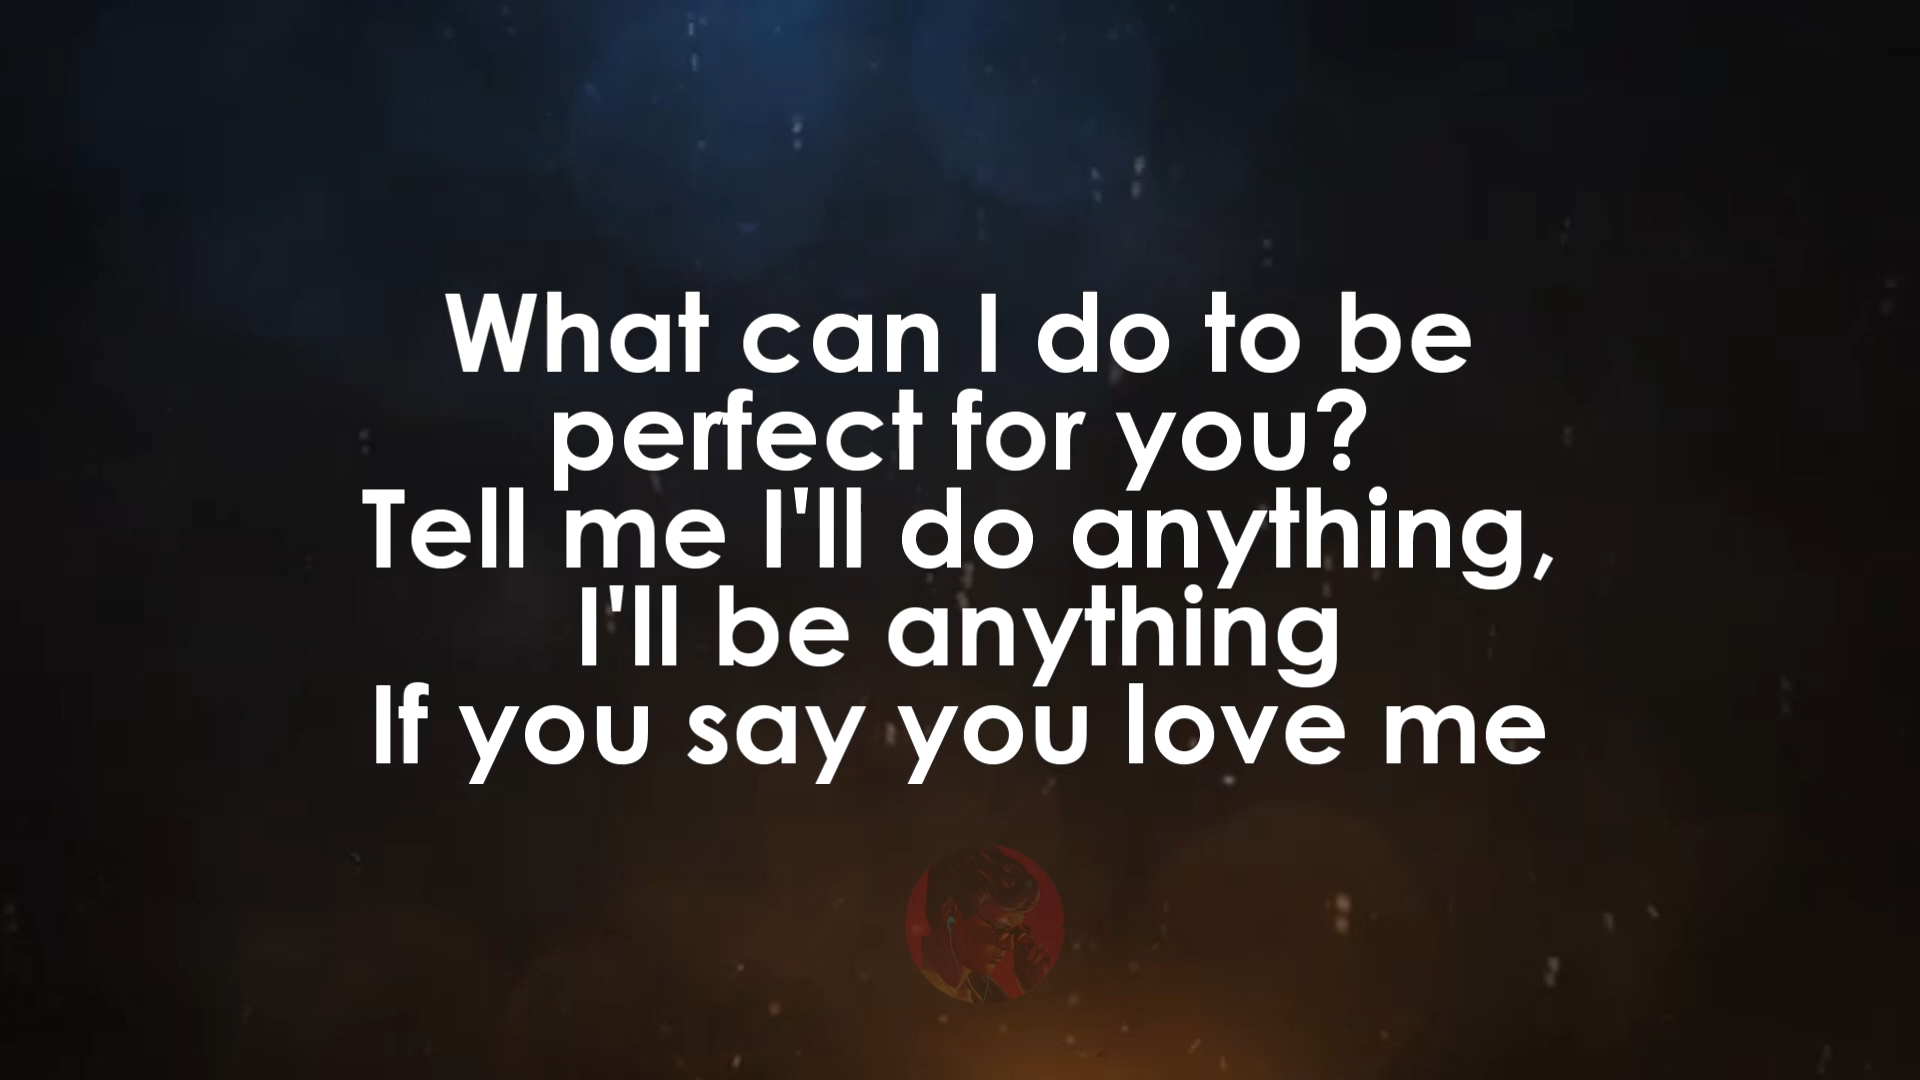 What can I do to be
perfect for you?
Tell me I'll do anything,
I'll be anything
If you say you love me